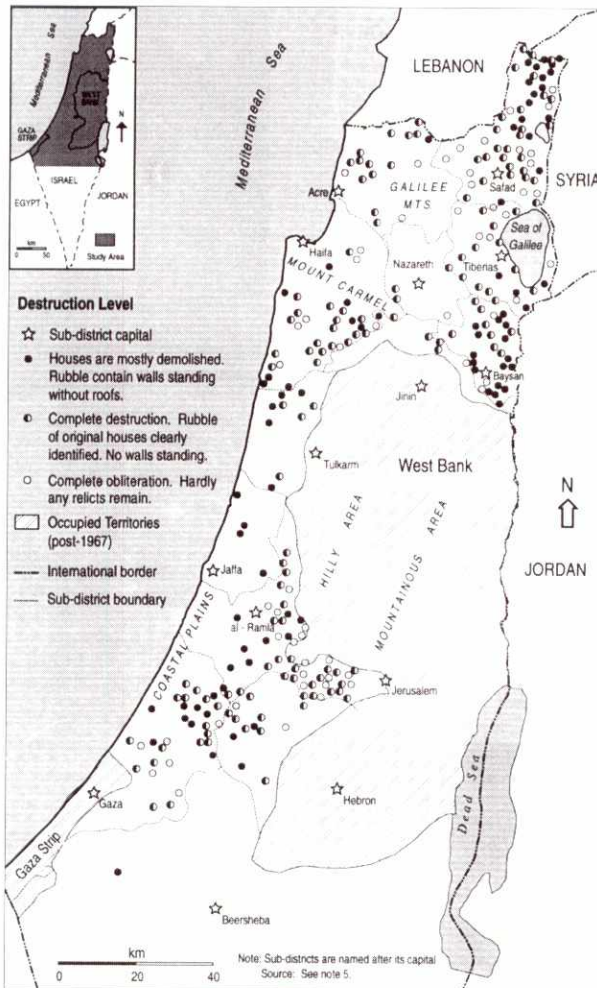 Mediterranean Sea
WEST BANK
GAZA STRIP
N
ISRAEL
EGYPT
JORDAN
km
0 50
Study Area
Mediterranean Sea
LEBANON
SYRIA
Acre
GALILEE
MTS.
Safad
Sea of
Galilee
Haifa
Nazareth
Tiberias
MOUNT CARMEL
Baysan
Jinin
Destruction Level
Sub-district capital
Houses are mostly demolished.
Rubble contain walls standing
without roofs.
Complete destruction. Rubble
of original houses clearly
identified. No walls standing.
Complete obliteration. Hardly
any relicts remain.
Occupied Territories
(post-1967)
International border
Sub-district boundary
Tulkarm
West Bank
HILLY AREA
MOUNTAINOUS AREA
N
JORDAN
Jaffa
al - Ramla
COASTAL PLAINS
Jerusalem
Gaza
Hebron
Dead Sea
Gaza Strip
Beersheba
km
0 20 40
Note: Sub-districts are named after its capital
Source: See note 5.